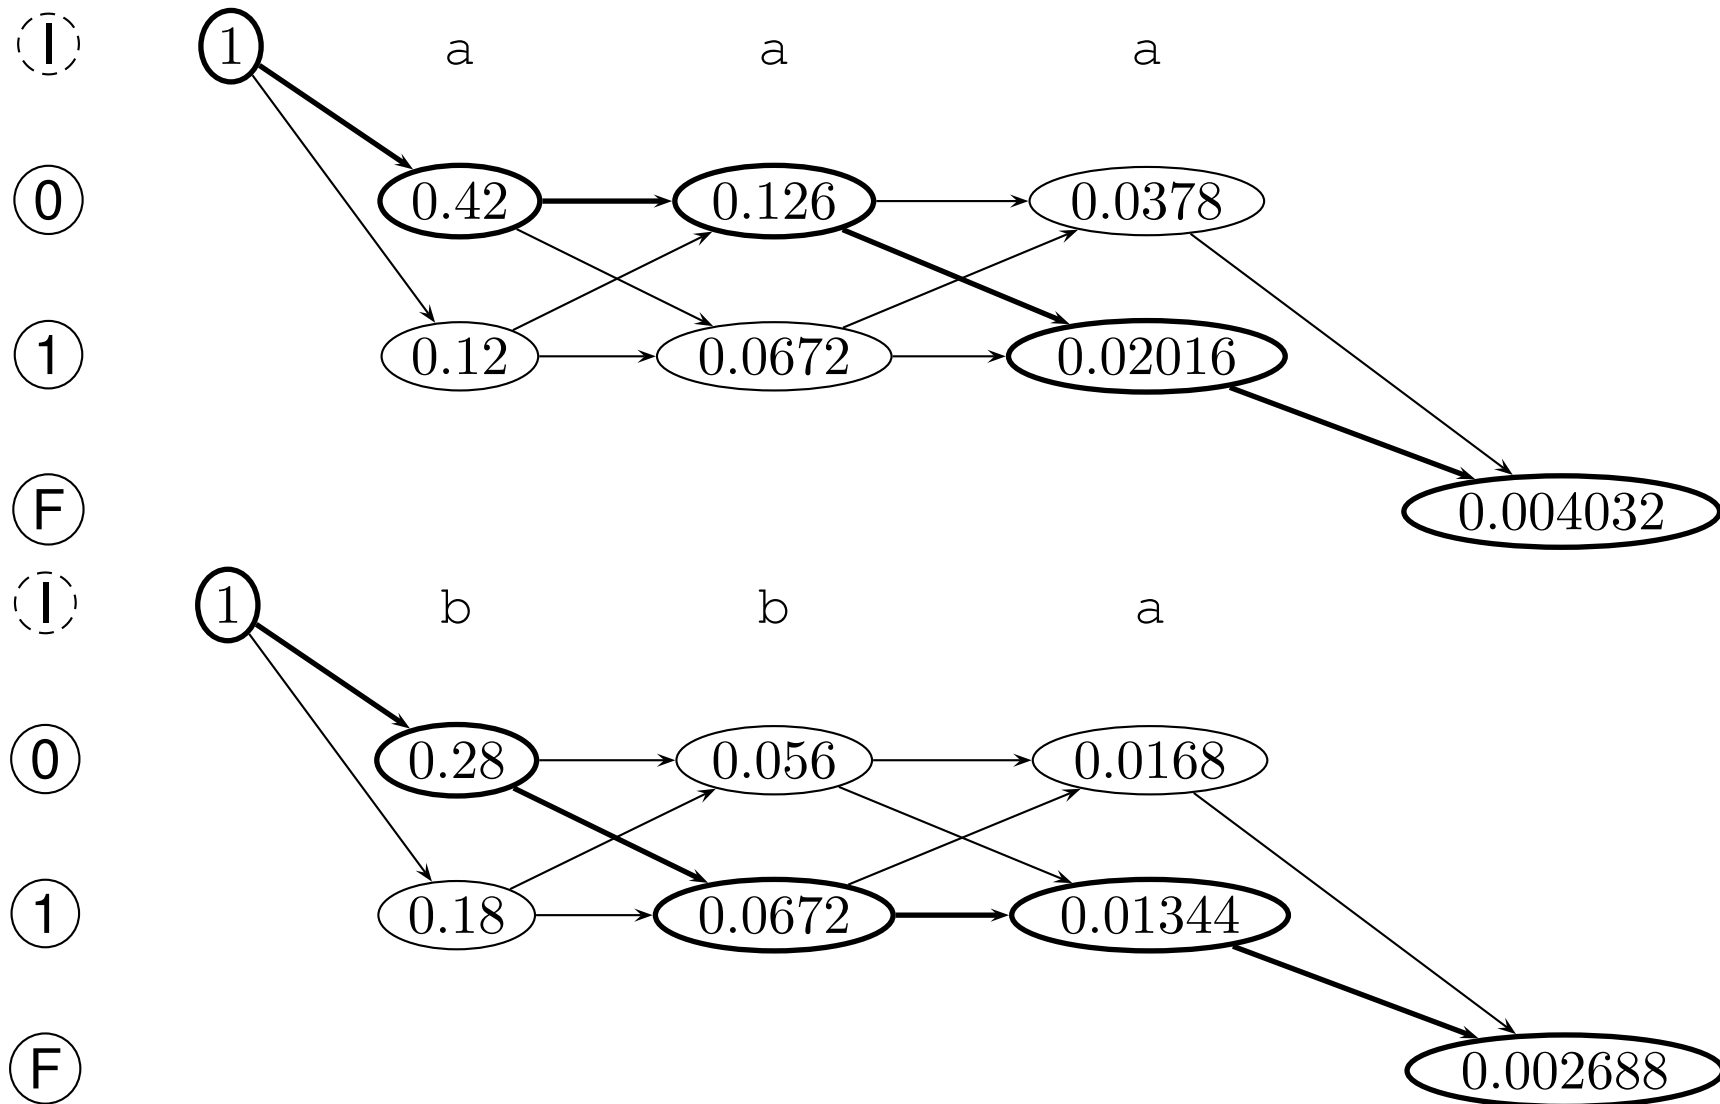 I 1 a a a
0 0.42 0.126 0.0378
1 0.12 0.0672 0.02016
F 0.004032
I 1 b b a
0 0.28 0.056 0.0168
1 0.18 0.0672 0.01344
F 0.002688